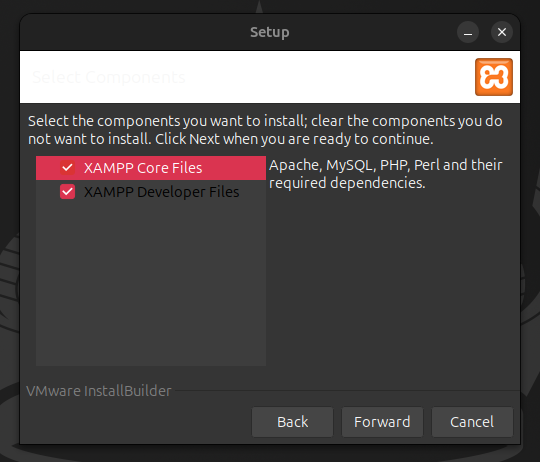 Setup
Select Components
Select the components you want to install; clear the components you do
not want to install. Click Next when you are ready to continue.
XAMPP Core Files
XAMPP Developer Files
Apache, MySQL, PHP, Perl and their
required dependencies.
VMware InstallBuilder
Back
Forward
Cancel